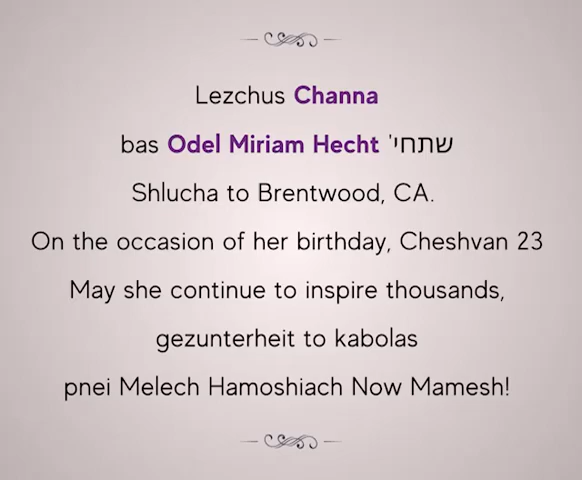 Lezchus Channa
bas Odel Miriam Hecht שתחי'
Shlucha to Brentwood, CA.
On the occasion of her birthday, Cheshvan 23
May she continue to inspire thousands,
gezunterheit to kabolas
pnei Melech Hamoshiach Now Mamesh!